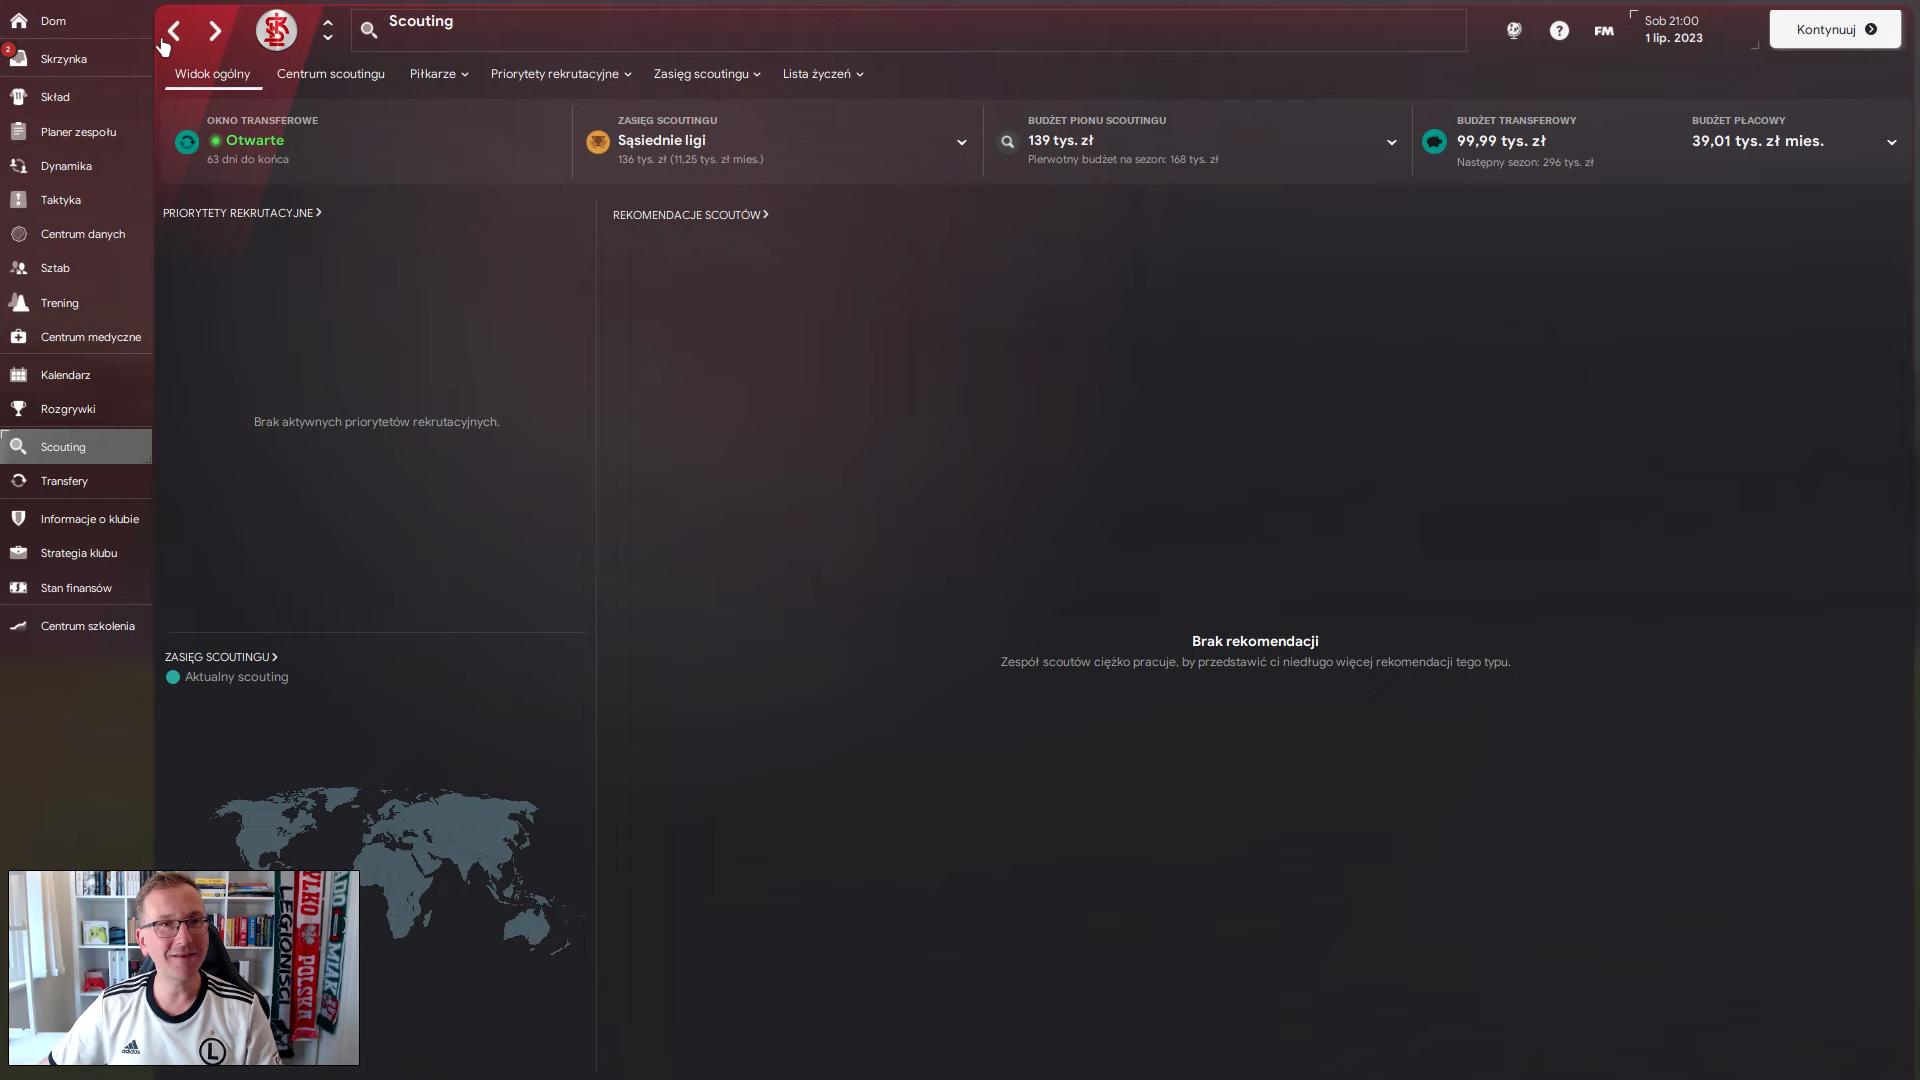 Dom
Skrzynka
2
Skład
Planer zespołu
Dynamika
Taktyka
Centrum danych
Sztab
Trening
Centrum medyczne
Kalendarz
Rozgrywki
Scouting
Transfery
Informacje o klubie
Strategia klubu
Stan finansów
Centrum szkolenia
Scouting
FM
Sob 21:00
1 lip. 2023
Kontynuuj
Widok ogólny
Centrum scoutingu
Piłkarze
Priorytety rekrutacyjne
Zasięg scoutingu
Lista życzeń
OKNO TRANSFEROWE
Otwarte
63 dni do końca
ZASIĘG SCOUTINGU
Sąsiednie ligi
136 tys. zł (11,25 tys. zł mies.)
BUDŻET PIONU SCOUTINGU
139 tys. zł
Pierwotny budżet na sezon: 168 tys. zł
BUDŻET TRANSFEROWY
99,99 tys. zł
Następny sezon: 296 tys. zł
BUDŻET PŁACOWY
39,01 tys. zł mies.
PRIORYTETY REKRUTACYJNE
Brak aktywnych priorytetów rekrutacyjnych.
REKOMENDACJE SCOUTÓW
Brak rekomendacji
Zespół scoutów ciężko pracuje, by przedstawić ci niedługo więcej rekomendacji tego typu.
ZASIĘG SCOUTINGU
Aktualny scouting
LEGIONIŚCI
POLSKA
adidas
L